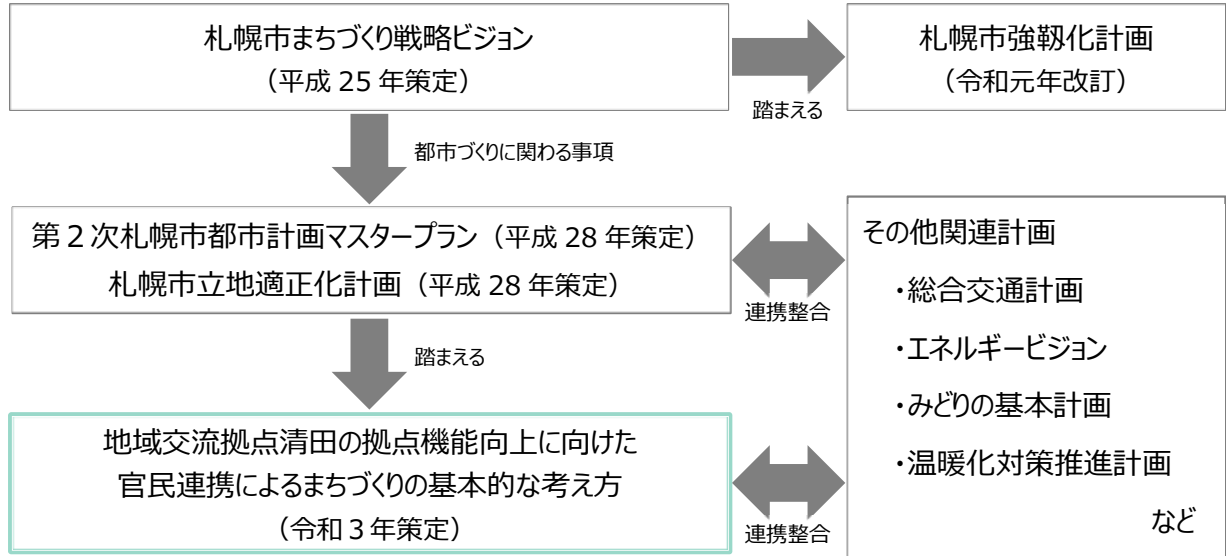 札幌市まちづくり戦略ビジョン
（平成 25 年策定）
踏まえる
札幌市強靱化計画
（令和元年改訂）
都市づくりに関わる事項
第２次札幌市都市計画マスタープラン（平成 28 年策定）
札幌市立地適正化計画（平成 28 年策定）
連携整合
その他関連計画
・総合交通計画
・エネルギービジョン
・みどりの基本計画
・温暖化対策推進計画
など
踏まえる
地域交流拠点清田の拠点機能向上に向けた
官民連携によるまちづくりの基本的な考え方
（令和３年策定）
連携整合